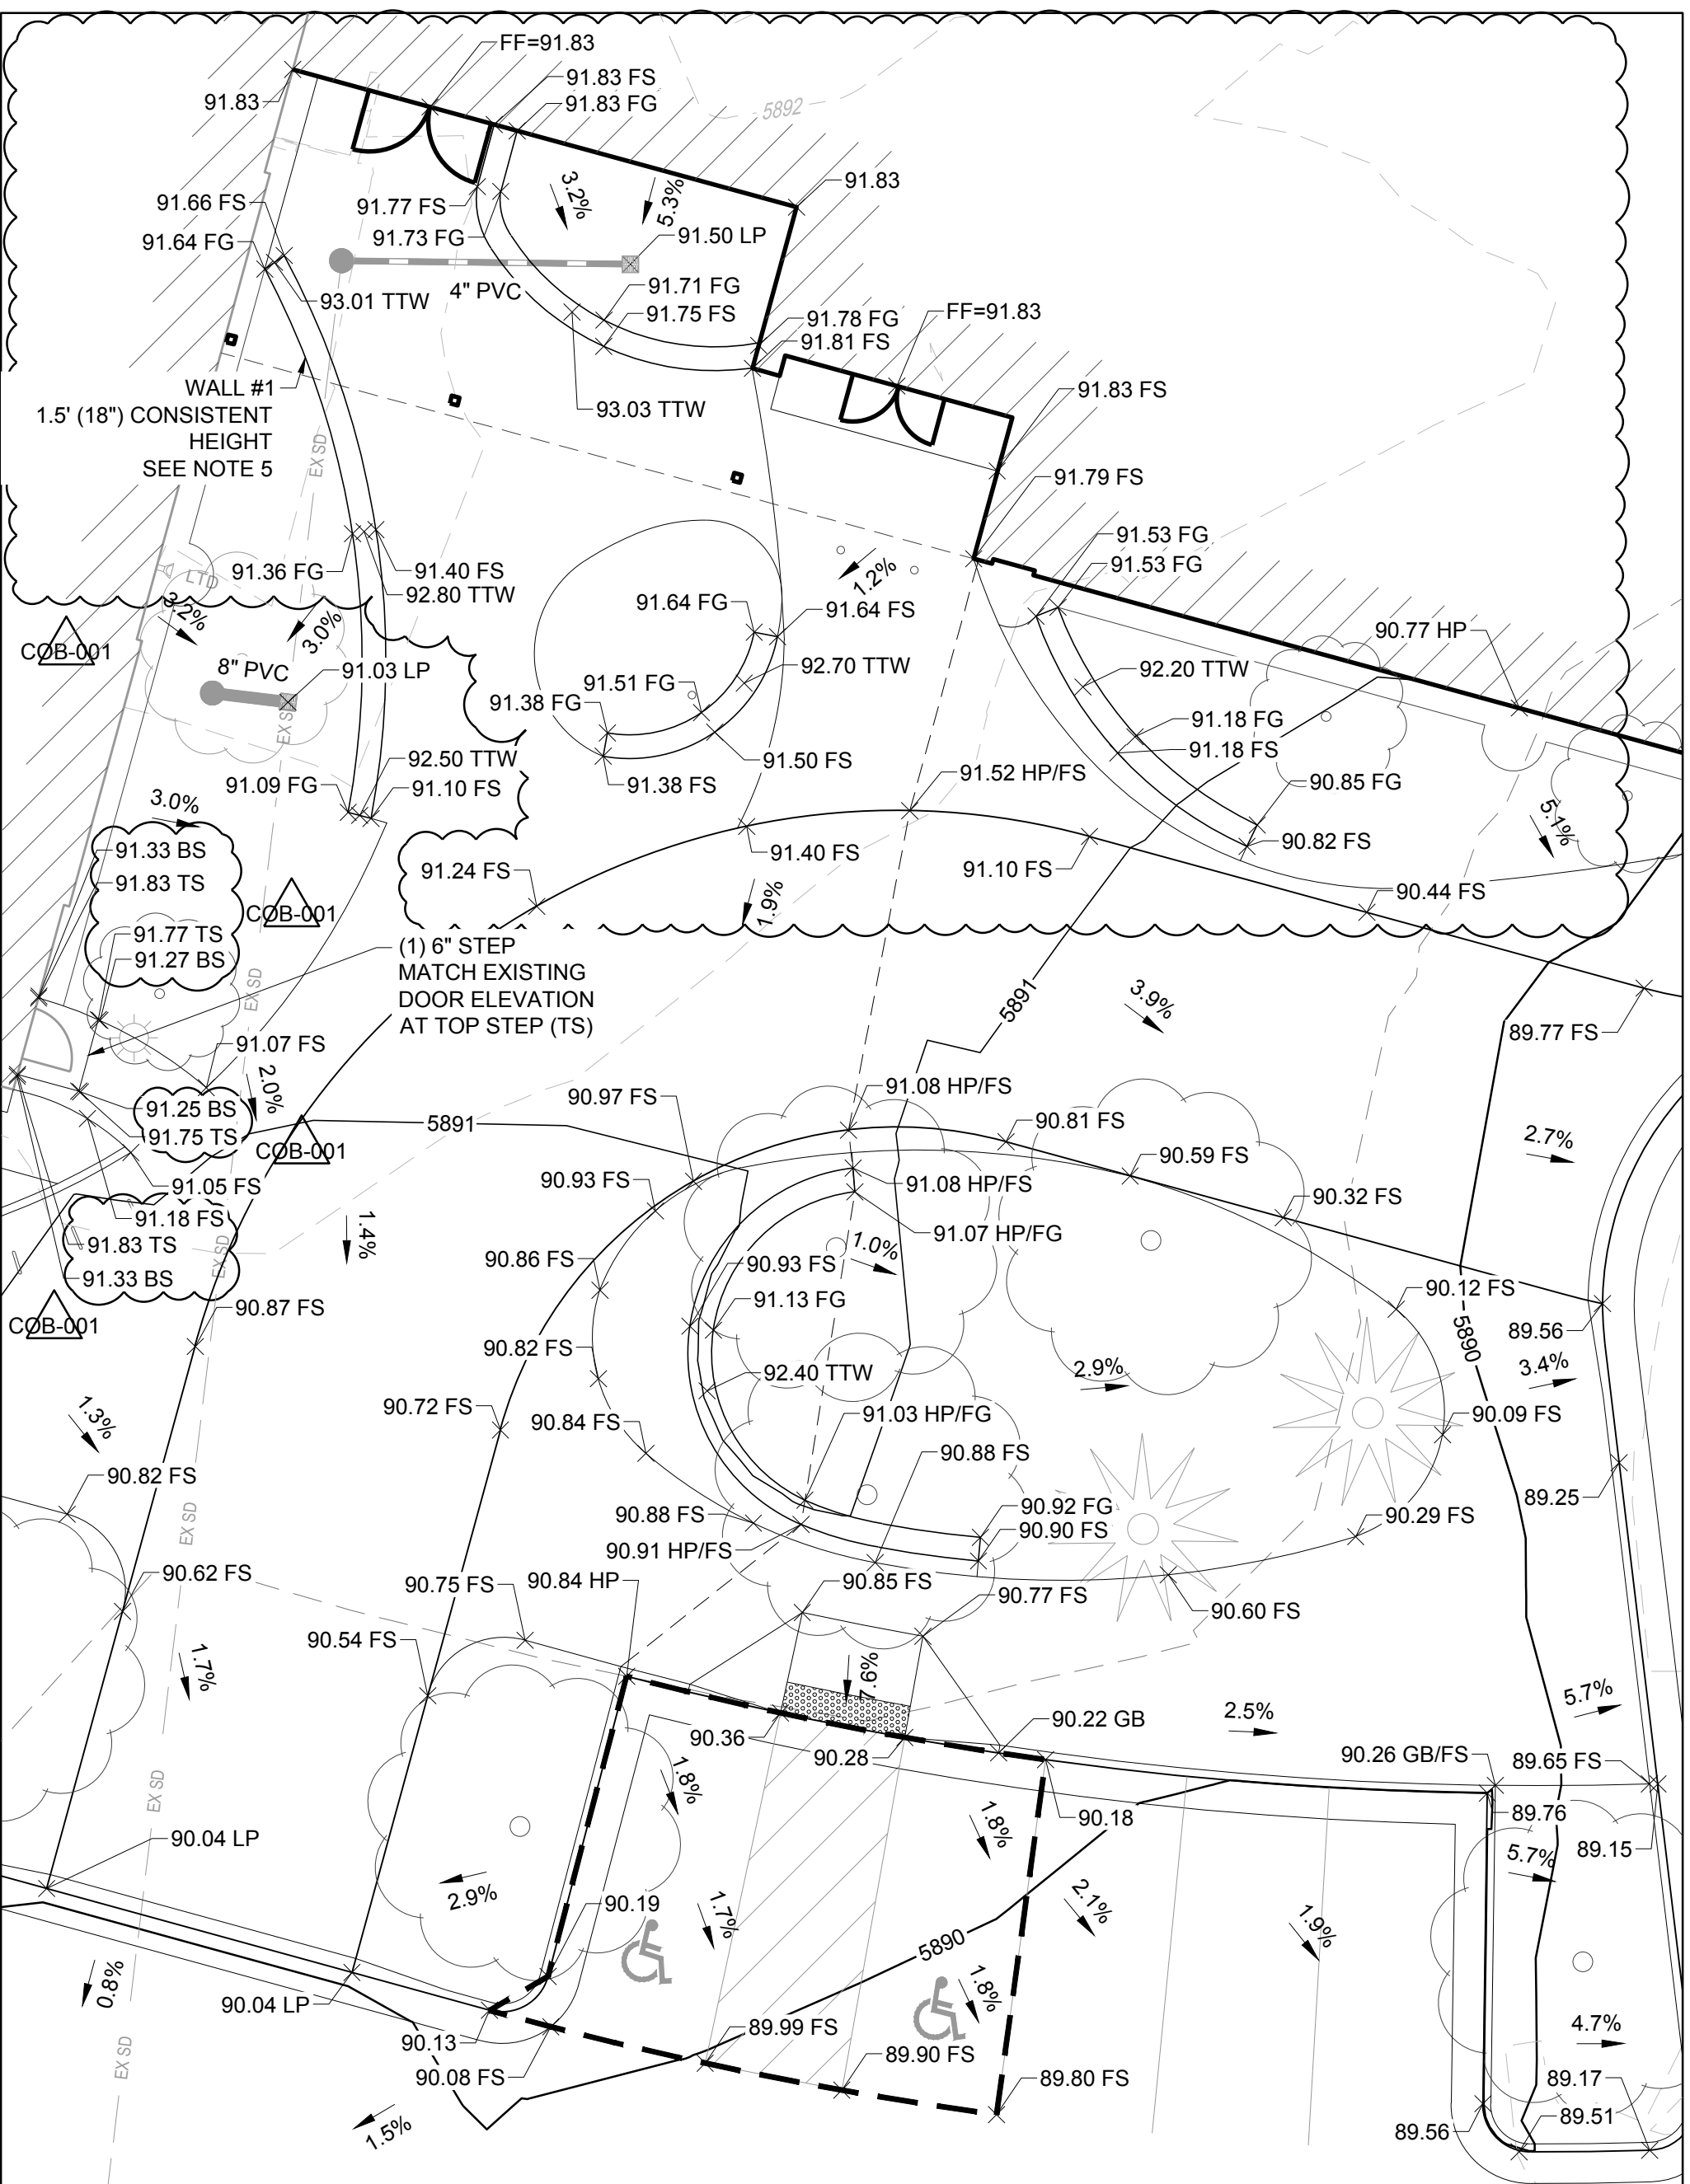 FF=91.83
91.83 FS
91.83
91.83 FG
5892
3.2%
5.3%
91.83
91.66 FS
91.77 FS
91.64 FG
91.73 FG
91.50 LP
93.01 TTW
4" PVC
91.71 FG
91.75 FS
91.78 FG
FF=91.83
91.81 FS
WALL #1
1.5' (18") CONSISTENT
HEIGHT
SEE NOTE 5
93.03 TTW
91.83 FS
EX SD
91.79 FS
91.53 FG
91.53 FG
LTD
91.36 FG
91.40 FS
92.80 TTW
1.2%
3.2%
3.0%
91.64 FG
91.64 FS
90.77 HP
COB-001
8" PVC
91.03 LP
92.70 TTW
92.20 TTW
91.51 FG
91.38 FG
91.18 FG
91.18 FS
EX S
92.50 TTW
91.50 FS
91.09 FG
91.10 FS
91.38 FS
91.52 HP/FS
90.85 FG
3.0%
5.1%
91.33 BS
91.40 FS
90.82 FS
91.83 TS
91.24 FS
91.10 FS
90.44 FS
COB-001
1.9%
91.77 TS
91.27 BS
(1) 6" STEP
MATCH EXISTING
DOOR ELEVATION
AT TOP STEP (TS)
EX SD
5891
3.9%
89.77 FS
91.07 FS
2.0%
90.97 FS
91.08 HP/FS
91.25 BS
91.75 TS
5891
90.81 FS
2.7%
COB-001
90.59 FS
91.05 FS
90.93 FS
91.08 HP/FS
90.32 FS
91.18 FS
1.4%
91.07 HP/FG
91.83 TS
EX SD
90.86 FS
1.0%
90.93 FS
91.33 BS
90.12 FS
COB-001
90.87 FS
91.13 FG
89.56
5890
90.82 FS
92.40 TTW
2.9%
3.4%
1.3%
90.72 FS
90.84 FS
91.03 HP/FG
90.09 FS
90.88 FS
90.82 FS
EX SD
90.88 FS
90.92 FG
89.25
90.91 HP/FS
90.90 FS
90.29 FS
90.62 FS
90.75 FS
90.84 HP
90.85 FS
90.77 FS
90.60 FS
90.54 FS
1.7%
7.6%
5.7%
90.36
90.28
90.22 GB
2.5%
90.26 GB/FS
89.65 FS
EX SD
1.8%
1.8%
90.18
89.76
89.15
90.04 LP
5.7%
2.9%
90.19
1.7%
2.1%
1.9%
5890
0.8%
90.04 LP
1.8%
90.13
89.99 FS
4.7%
EX SD
90.08 FS
89.90 FS
89.80 FS
89.17
1.5%
89.56
89.51